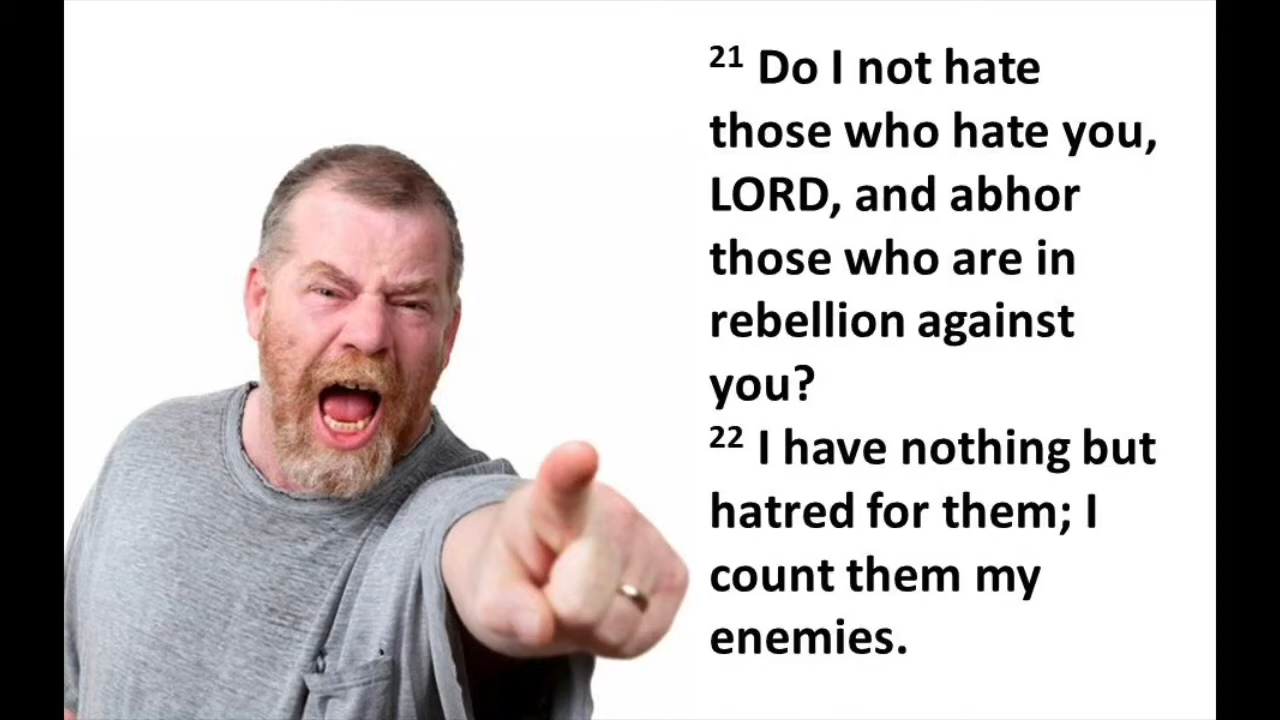 21 Do I not hate
those who hate you,
LORD, and abhor
those who are in
rebellion against
you?
22 I have nothing but
hatred for them; I
count them my
enemies.